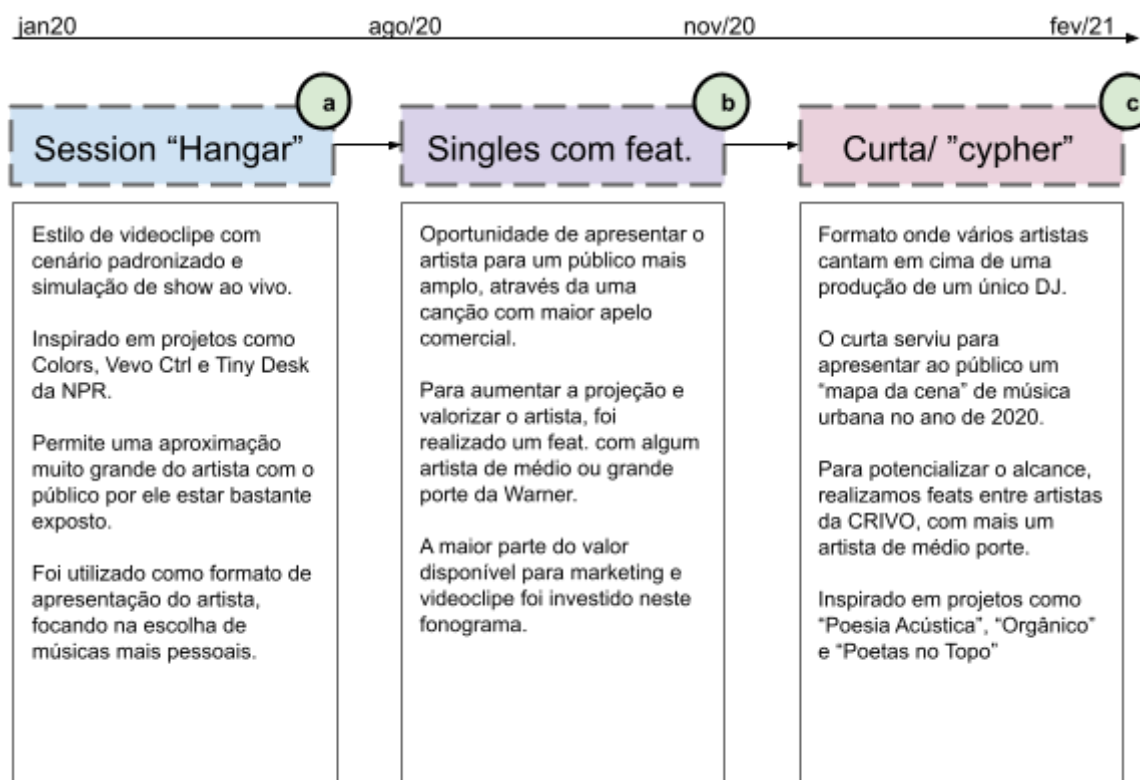 jan20
ago/20
nov/20
fev/21
a
Session “Hangar”
Estilo de videoclipe com
cenário padronizado e
simulação de show ao vivo.
Inspirado em projetos como
Colors, Vevo Ctrl e Tiny Desk
da NPR.
Permite uma aproximação
muito grande do artista com o
público por ele estar bastante
exposto.
Foi utilizado como formato de
apresentação do artista,
focando na escolha de
músicas mais pessoais.
b
Singles com feat.
Oportunidade de apresentar o
artista para um público mais
amplo, através da uma
canção com maior apelo
comercial.
Para aumentar a projeção e
valorizar o artista, foi
realizado um feat. com algum
artista de médio ou grande
porte da Warner.
A maior parte do valor
disponível para marketing e
videoclipe foi investido neste
fonograma.
c
Curta/ ”cypher”
Formato onde vários artistas
cantam em cima de uma
produção de um único DJ.
O curta serviu para
apresentar ao público um
“mapa da cena” de música
urbana no ano de 2020.
Para potencializar o alcance,
realizamos feats entre artistas
da CRIVO, com mais um
artista de médio porte.
Inspirado em projetos como
“Poesia Acústica”, “Orgânico”
e “Poetas no Topo”